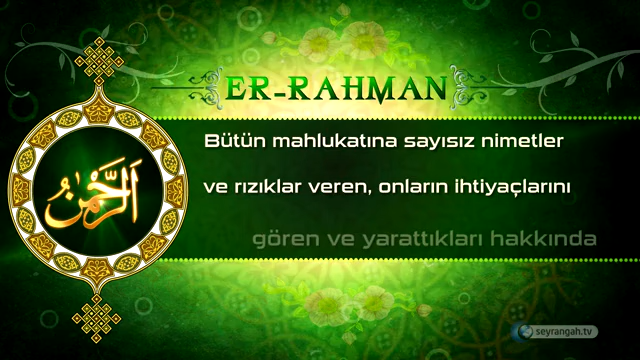 ER-RAHMAN
الرَّحْمٰنُ
Bütün mahlukatına sayısız nimetler
ve rızıklar veren, onların ihtiyaçlarını
gören ve yarattıkları hakkında
seyrangah.tv